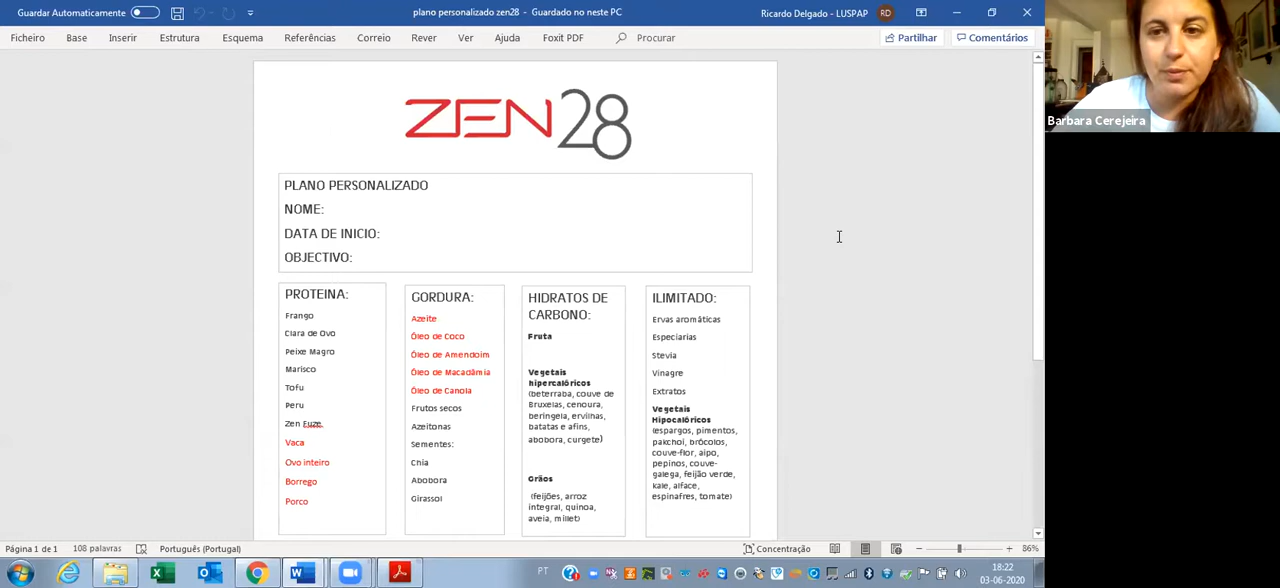 Guardar Automaticamente
plano personalizado zen28 - Guardado no neste PC
Ricardo Delgado - LUSPAP
RD
Ficheiro Base Inserir Estrutura Esquema Referências Correio Rever Ver Ajuda Foxit PDF Procurar
Partilhar
Comentários
Barbara Cerejeira
ZEN28
PLANO PERSONALIZADO
NOME:
DATA DE INICIO:
OBJECTIVO:
PROTEINA:
Frango
Clara de Ovo
Peixe Magro
Marisco
Tofu
Peru
Zen Fuze
Vaca
Ovo inteiro
Borrego
Porco
GORDURA:
Azeite
Óleo de Coco
Óleo de Amendoim
Óleo de Macadâmia
Óleo de Canola
Frutos secos
Azeitonas
Sementes:
Chia
Abobora
Girassol
HIDRATOS DE
CARBONO:
Fruta
Vegetais
hipercalóricos
(beterraba, couve de
Bruxelas, cenoura,
beringela, ervilhas,
batatas e afins,
abobora, curgete)
Grãos
(feijões, arroz
integral, quinoa,
aveia, millet)
ILIMITADO:
Ervas aromáticas
Especiarias
Stevia
Vinagre
Extratos
Vegetais
Hipocalóricos
(espargos, pimentos,
pakchoi, brócolos,
couve-flor, aipo,
pepinos, couve-
galega, feijão verde,
kale, alface,
espinafres, tomate)
Página 1 de 1
108 palavras
Português (Portugal)
Concentração
86%
PT
18:22
03-06-2020